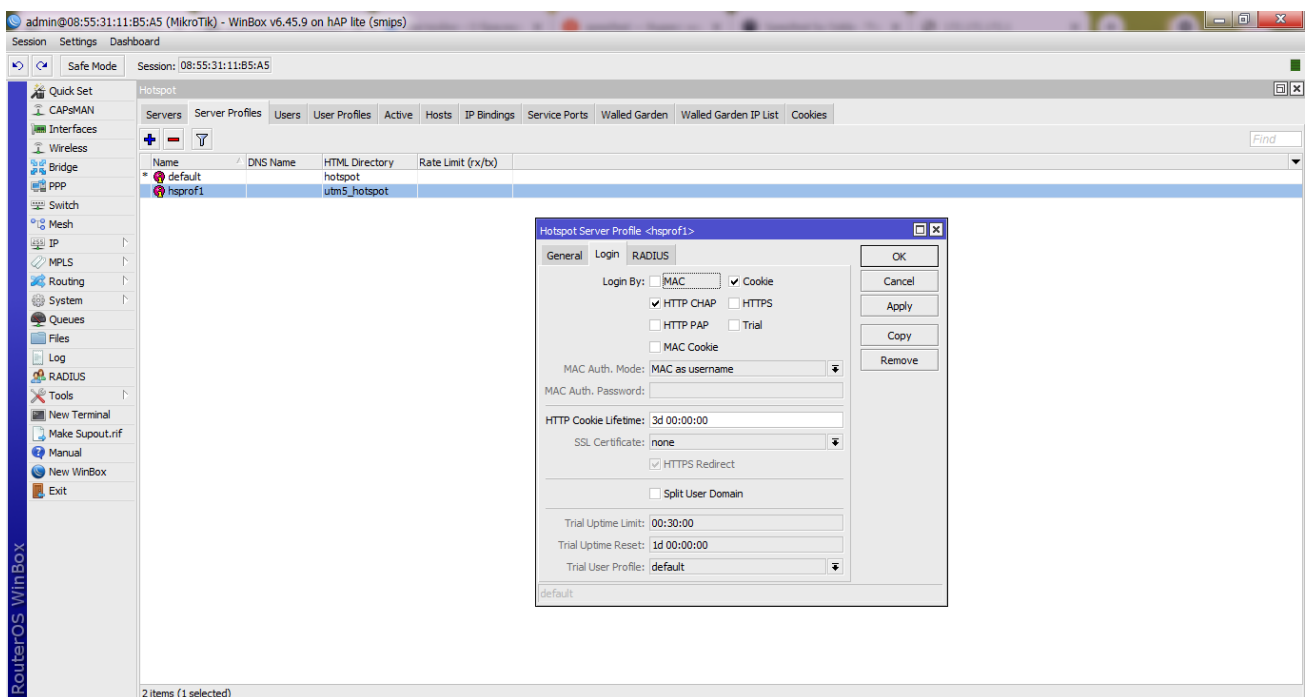 admin@08:55:31:11:B5:A5 (MikroTik) - WinBox v6.45.9 on hAP lite (smips)
Session Settings Dashboard
Safe Mode Session: 08:55:31:11:B5:A5
Quick Set
CAPsMAN
Interfaces
Wireless
Bridge
PPP
Switch
Mesh
IP
MPLS
Routing
System
Queues
Files
Log
RADIUS
Tools
New Terminal
Make Supout.rif
Manual
New WinBox
Exit
RouterOS WinBox
Hotspot
Servers Server Profiles Users User Profiles Active Hosts IP Bindings Service Ports Walled Garden Walled Garden IP List Cookies
Find
Name DNS Name HTML Directory Rate Limit (rx/tx)
* default hotspot
hsprof1 utm5_hotspot
Hotspot Server Profile <hsprof1>
General Login RADIUS
Login By: MAC Cookie
HTTP CHAP HTTPS
HTTP PAP Trial
MAC Cookie
MAC Auth. Mode: MAC as username
MAC Auth. Password:
HTTP Cookie Lifetime: 3d 00:00:00
SSL Certificate: none
HTTPS Redirect
Split User Domain
Trial Uptime Limit: 00:30:00
Trial Uptime Reset: 1d 00:00:00
Trial User Profile: default
default
OK
Cancel
Apply
Copy
Remove
2 items (1 selected)